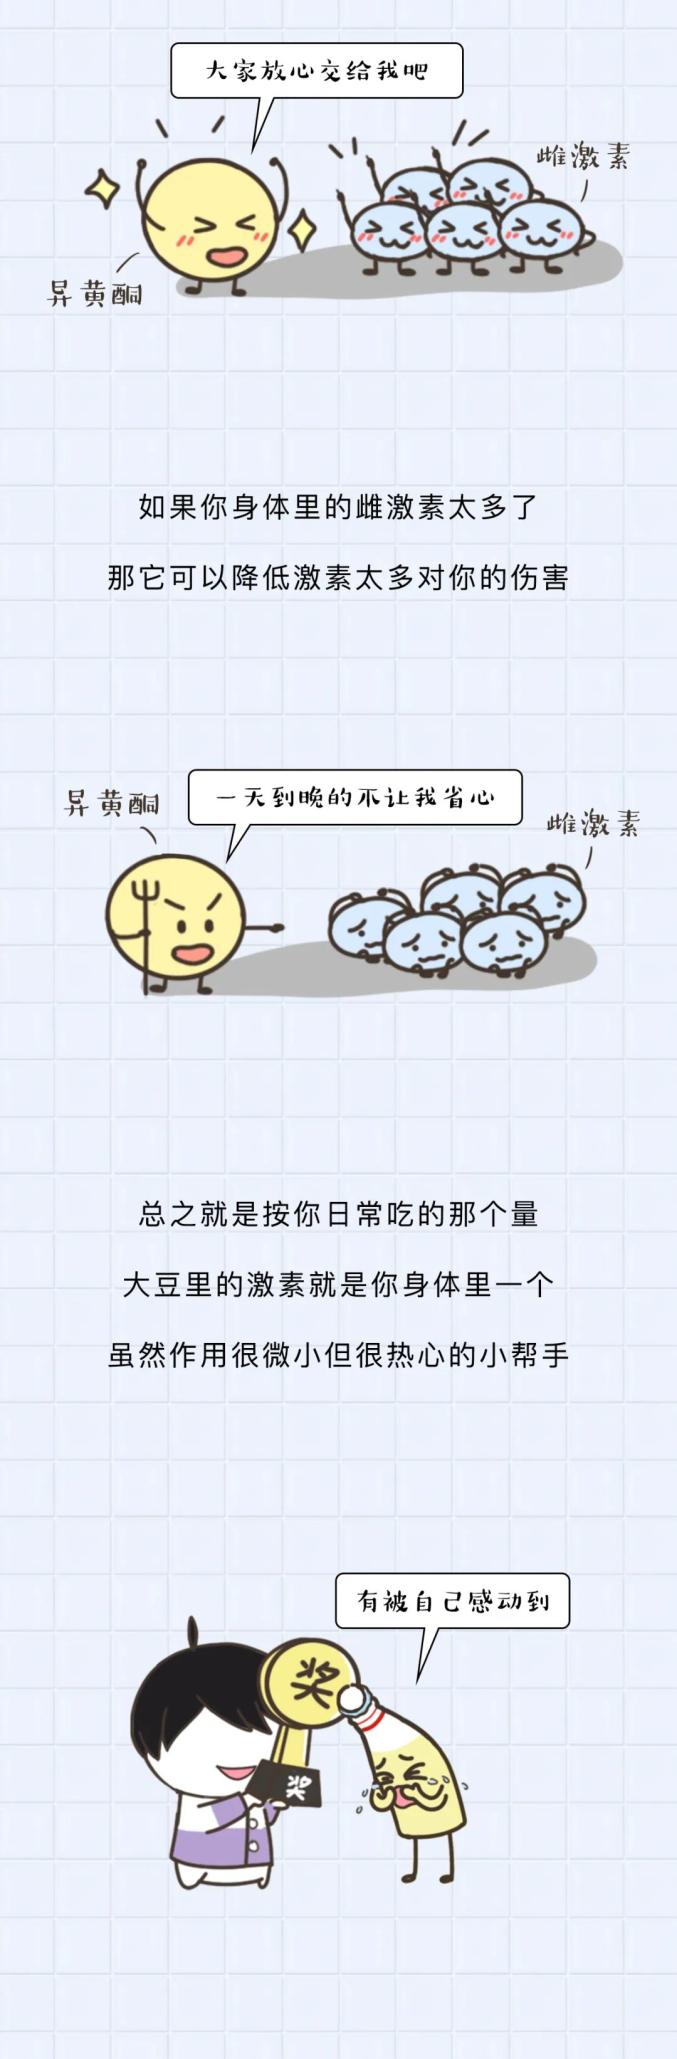 大家放心交给我吧
雌激素
异黄酮
如果你身体里的雌激素太多了
那它可以降低激素太多对你的伤害
异黄酮
一天到晚的不让我省心
雌激素
总之就是按你日常吃的那个量
大豆里的激素就是你身体里一个
虽然作用很微小但很热心的小帮手
有被自己感动到
奖
奖